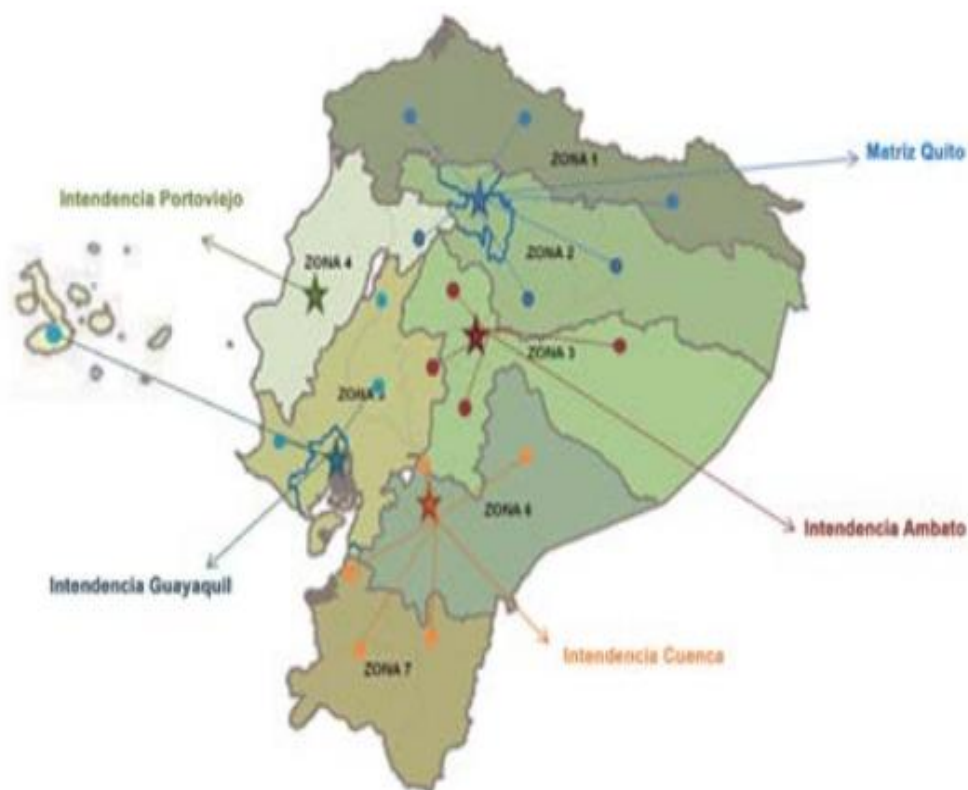 ZONA 1
Matriz Quito
Intendencia Portoviejo
ZONA 2
ZONA 4
ZONA 3
ZONA 5
ZONA 6
Intendencia Ambato
Intendencia Guayaquil
Intendencia Cuenca
ZONA 7